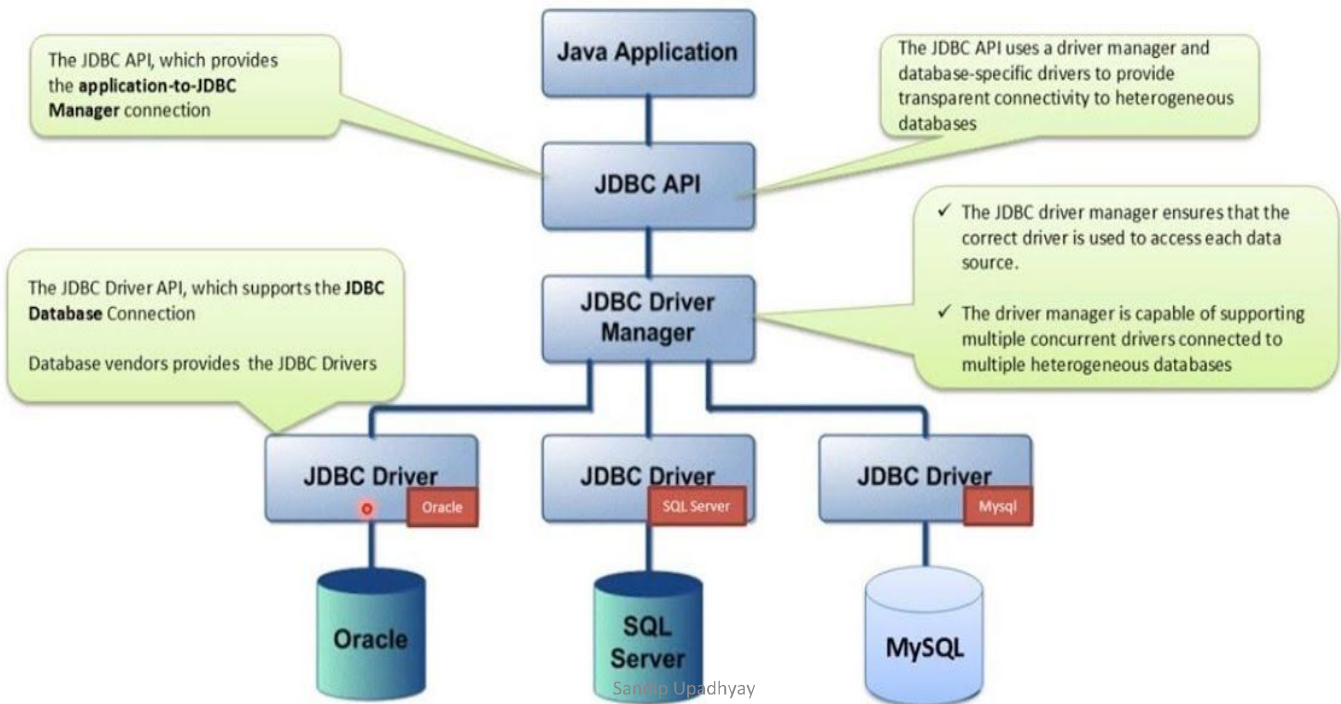 Java Application
The JDBC API, which provides
the application-to-JDBC
Manager connection
The JDBC API uses a driver manager and
database-specific drivers to provide
transparent connectivity to heterogeneous
databases
JDBC API
✓ The JDBC driver manager ensures that the
correct driver is used to access each data
source.
✓ The driver manager is capable of supporting
multiple concurrent drivers connected to
multiple heterogeneous databases
The JDBC Driver API, which supports the JDBC
Database Connection
Database vendors provides the JDBC Drivers
JDBC Driver
Manager
JDBC Driver
Oracle
JDBC Driver
SQL Server
JDBC Driver
Mysql
Oracle
SQL
Server
MySQL
Sandip Upadhyay